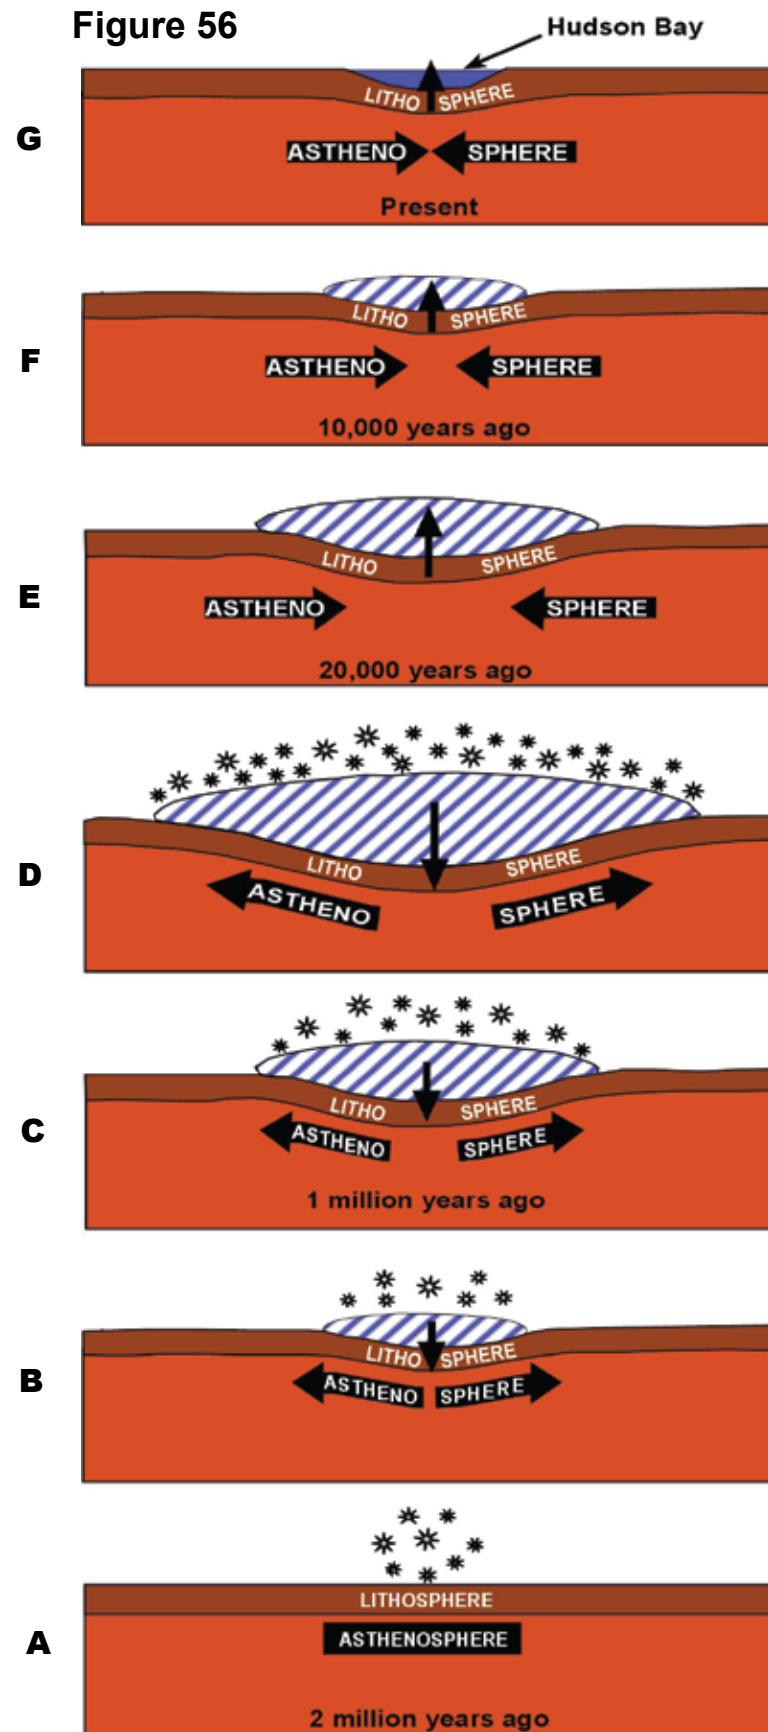 Figure 56
Hudson Bay
LITHO SPHERE
G
ASTHENO SPHERE
Present
LITHO SPHERE
F
ASTHENO SPHERE
10,000 years ago
LITHO SPHERE
E
ASTHENO SPHERE
20,000 years ago
LITHO SPHERE
D
ASTHENO SPHERE
LITHO SPHERE
C
ASTHENO SPHERE
1 million years ago
LITHO SPHERE
B
ASTHENO SPHERE
LITHOSPHERE
A
ASTHENOSPHERE
2 million years ago